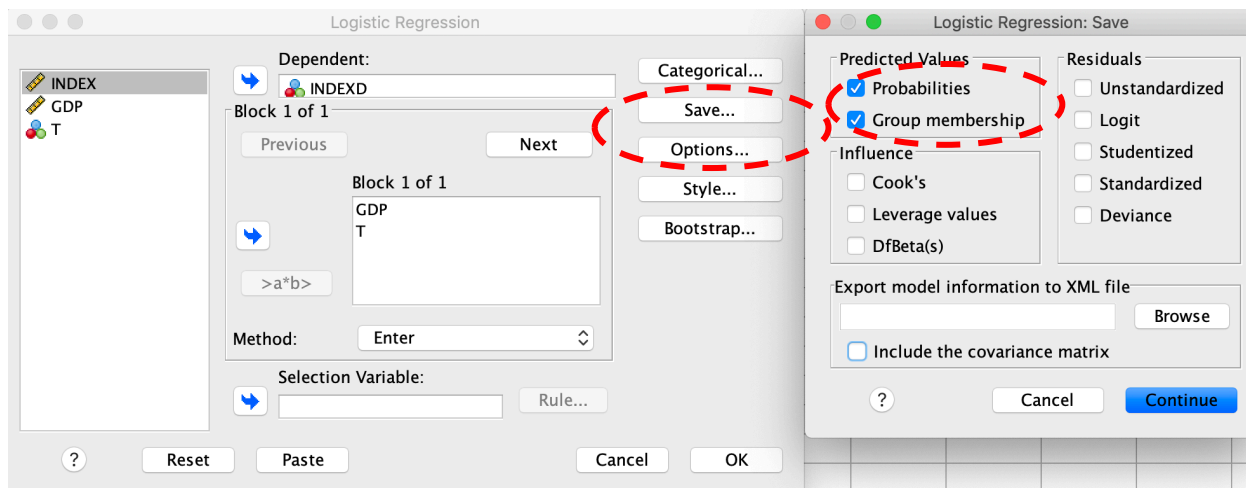 Logistic Regression
INDEX
GDP
T
Dependent:
INDEXD
Block 1 of 1
Previous
Next
Block 1 of 1
GDP
T
>a*b>
Method:
Enter
Selection Variable:
Rule...
Categorical...
Save...
Options...
Style...
Bootstrap...
?
Reset
Paste
Cancel
OK
Logistic Regression: Save
Predicted Values
Probabilities
Group membership
Influence
Cook's
Leverage values
DfBeta(s)
Residuals
Unstandardized
Logit
Studentized
Standardized
Deviance
Export model information to XML file
Browse
Include the covariance matrix
?
Cancel
Continue